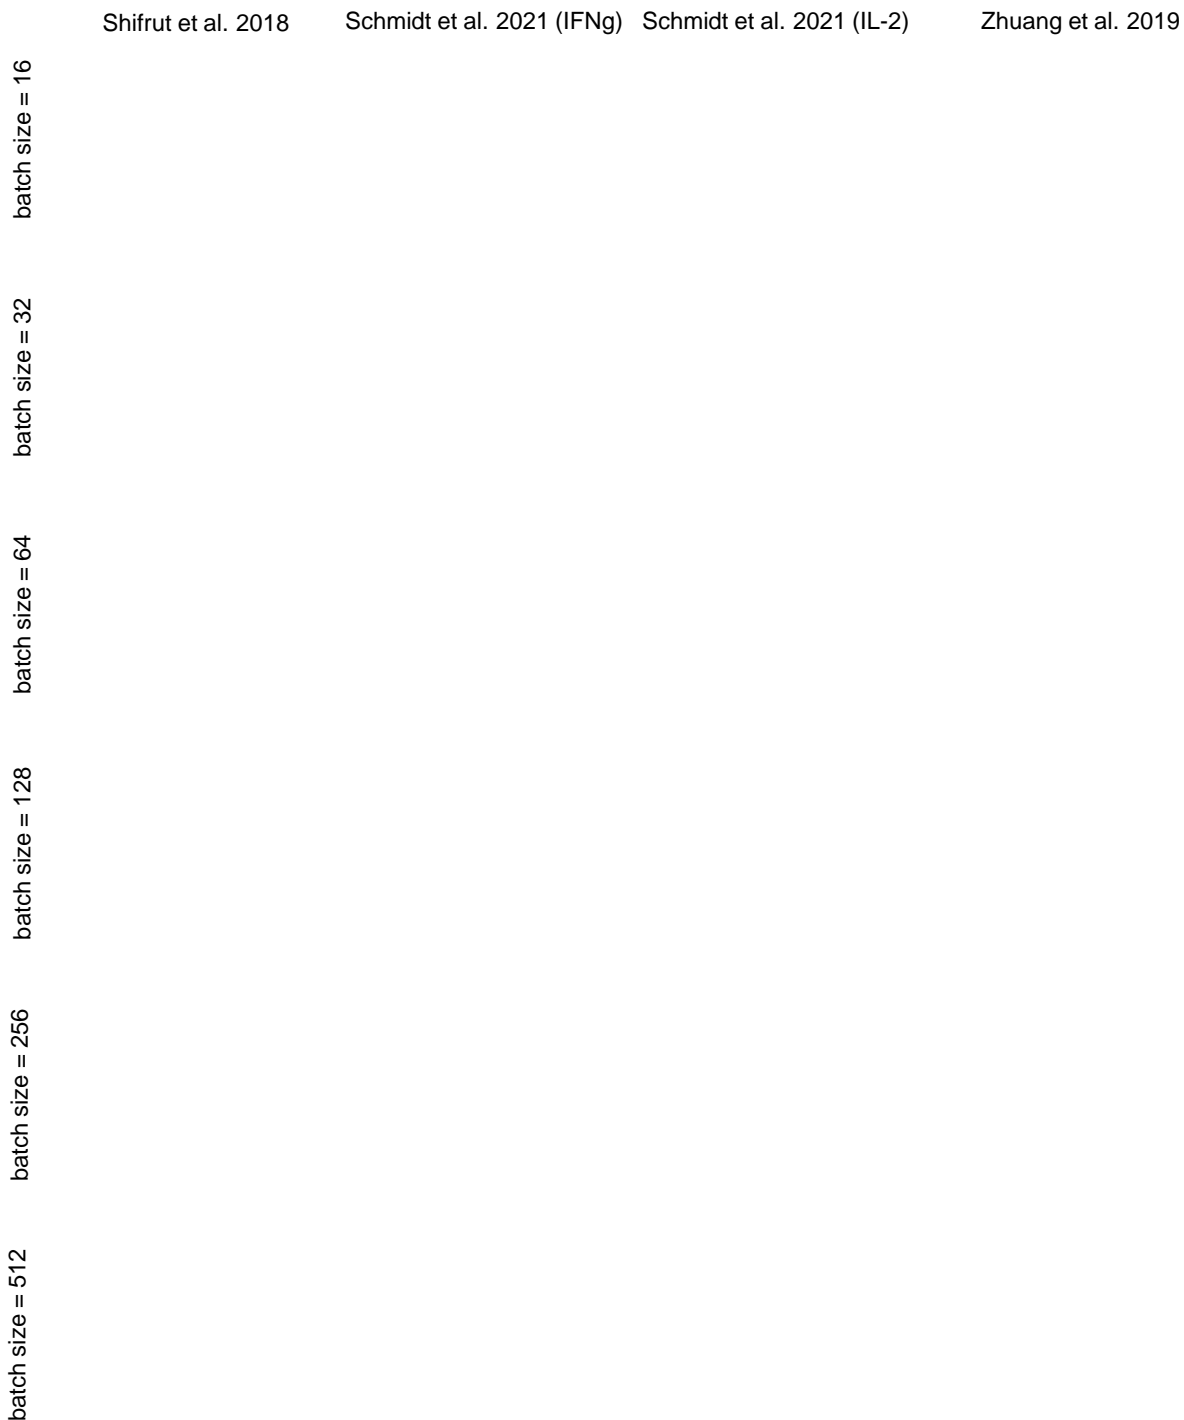 Shifrut et al. 2018
Schmidt et al. 2021 (IFNg)
Schmidt et al. 2021 (IL-2)
Zhuang et al. 2019
batch size = 16
batch size = 32
batch size = 64
batch size = 128
batch size = 256
batch size = 512